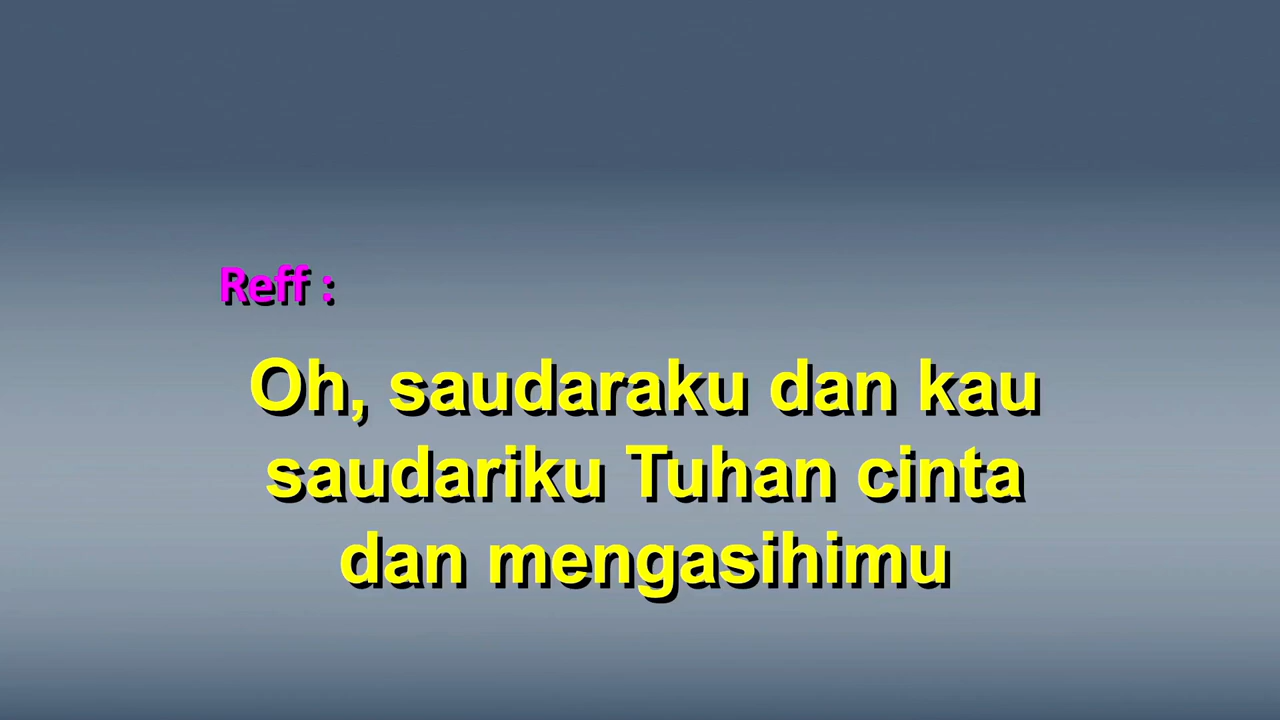 Reff :
Oh, saudaraku dan kau
saudariku Tuhan cinta
dan mengasihimu